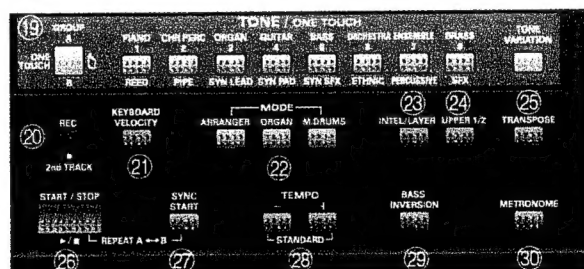 TONE / ONE TOUCH
19 GROUP
A
ONE TOUCH
B
PIANO CHR PERC ORGAN GUITAR BASS ORCHESTRA ENSEMBLE BRASS TONE VARIATION
1 2 3 4 5 6 7 8
REED PIPE SYN LEAD SYN PAD SYN SFX ETHNIC PERCUSSIVE SFX
23 24 25
MODE
20 REC KEYBOARD VELOCITY ARRANGER ORGAN M.DRUMS INTEL/LAYER UPPER 1/2 TRANSPOSE
2nd TRACK 21 22
START / STOP SYNC START TEMPO BASS INVERSION METRONOME
►/■ REPEAT A ↔ B STANDARD
26 27 28 29 30